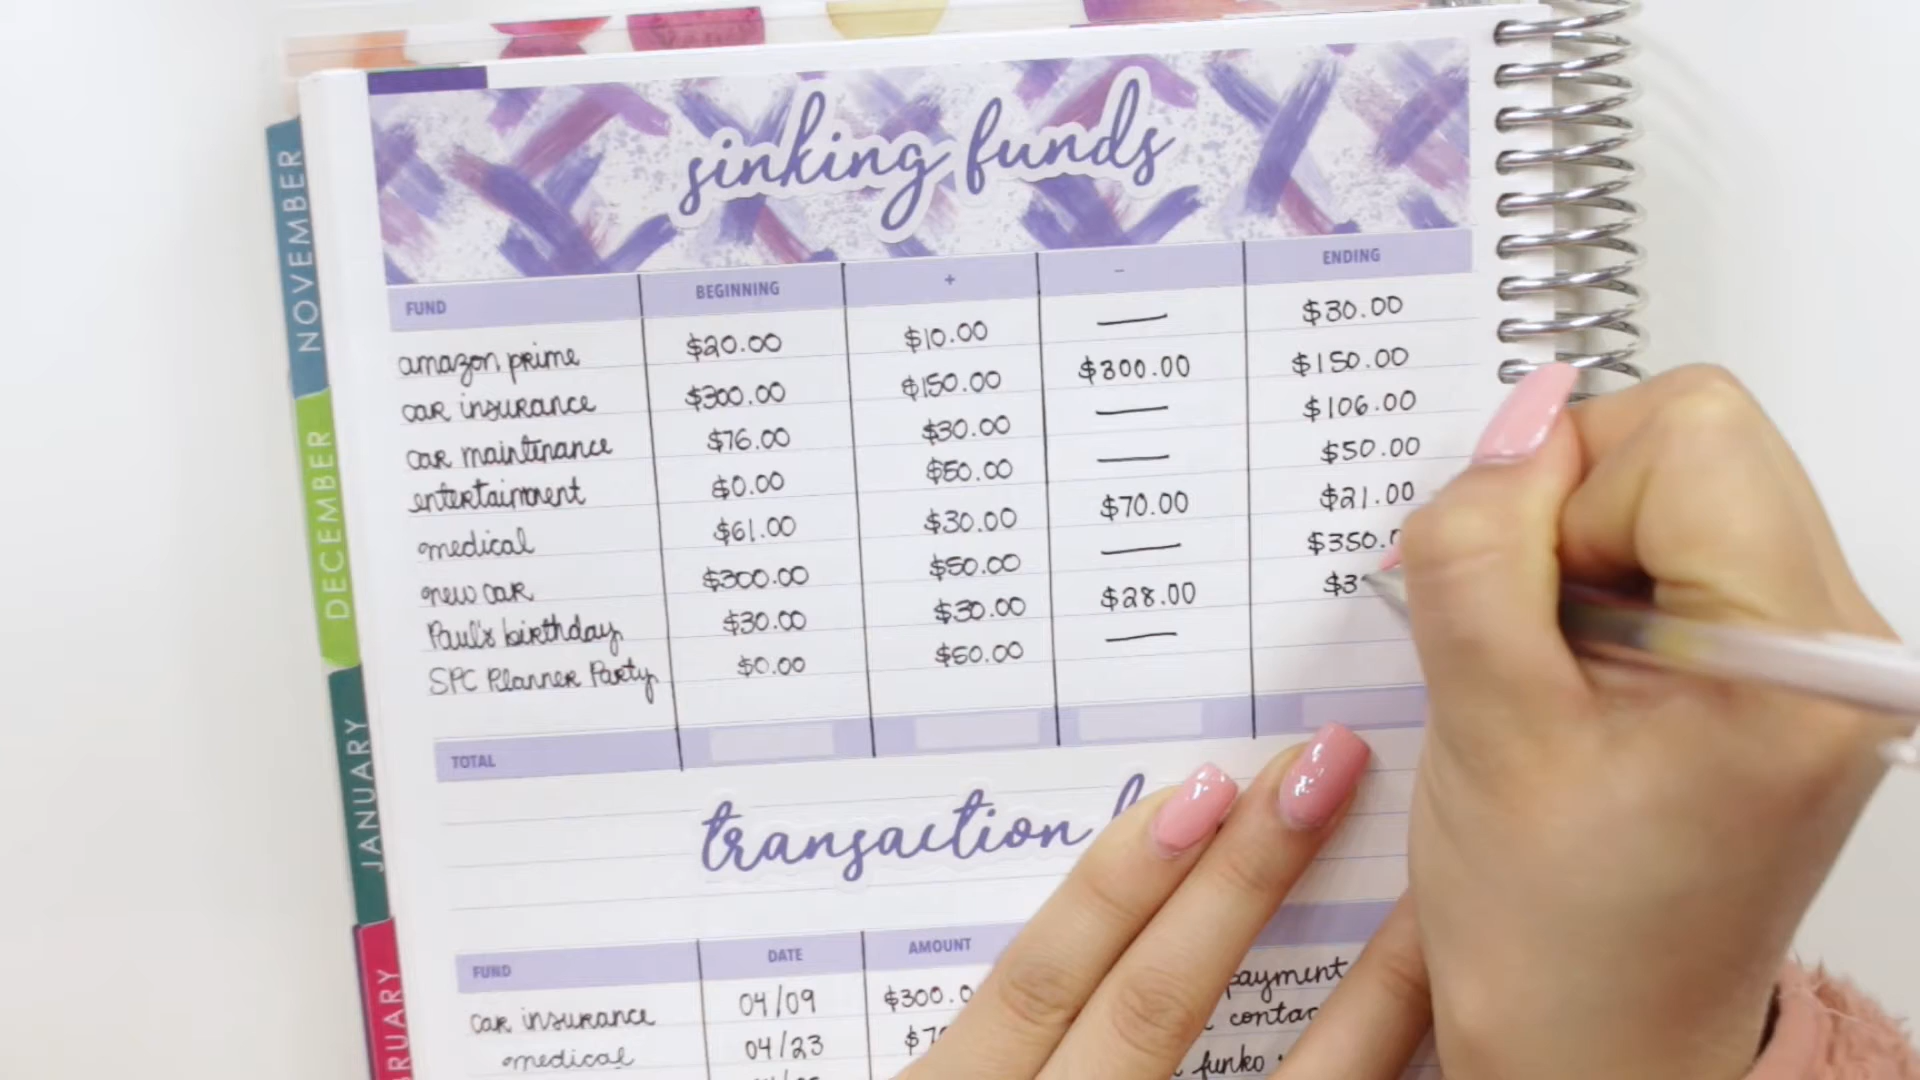 sinking funds
FUND BEGINNING + - ENDING
amazon prime $20.00 $10.00 — $30.00
car insurance $300.00 $150.00 $300.00 $150.00
car maintinance $76.00 $30.00 — $106.00
entertainment $0.00 $50.00 — $50.00
medical $61.00 $30.00 $70.00 $21.00
new car $300.00 $50.00 — $350.0
Paul's birthday $30.00 $30.00 $28.00 $3
SPC Planner Party $0.00 $50.00 —
TOTAL
transaction
FUND DATE AMOUNT
car insurance 04/09 $300.0 payment
medical 04/23 $7 contac
funko
NOVEMBER
DECEMBER
JANUARY
RUARY